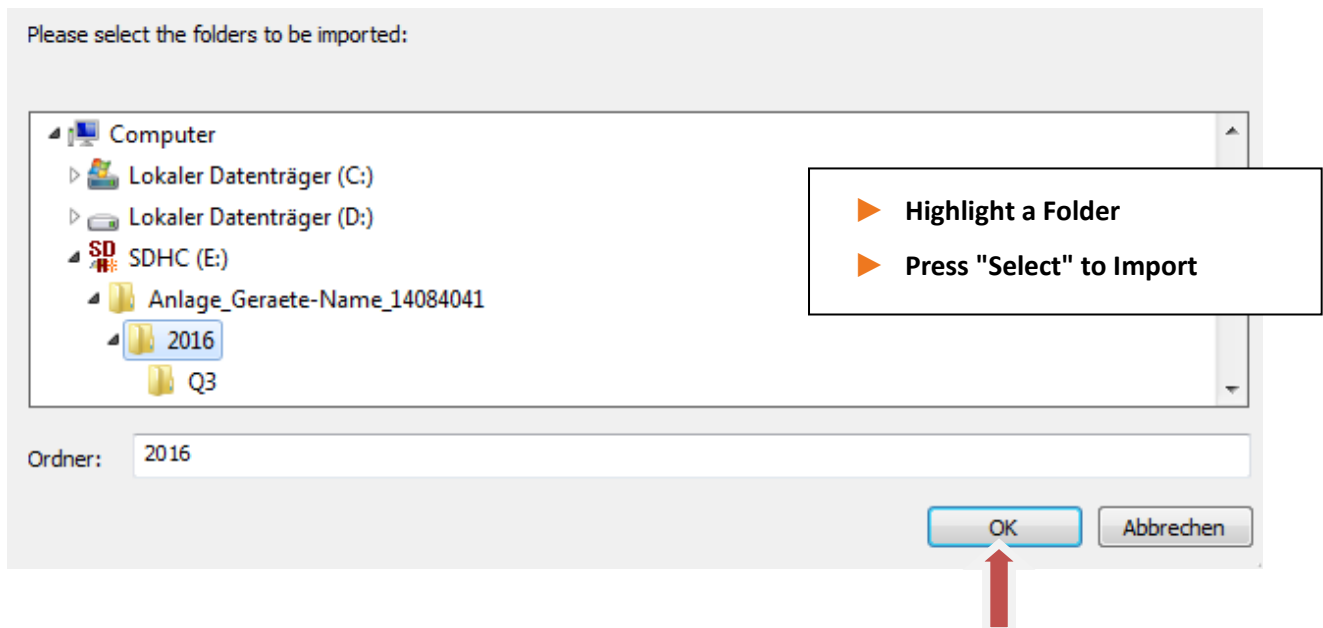 Please select the folders to be imported:
Computer
Lokaler Datenträger (C:)
Lokaler Datenträger (D:)
SD
SDHC (E:)
Anlage_Geraete-Name_14084041
2016
Q3
Highlight a Folder
Press "Select" to Import
Ordner: 2016
OK Abbrechen